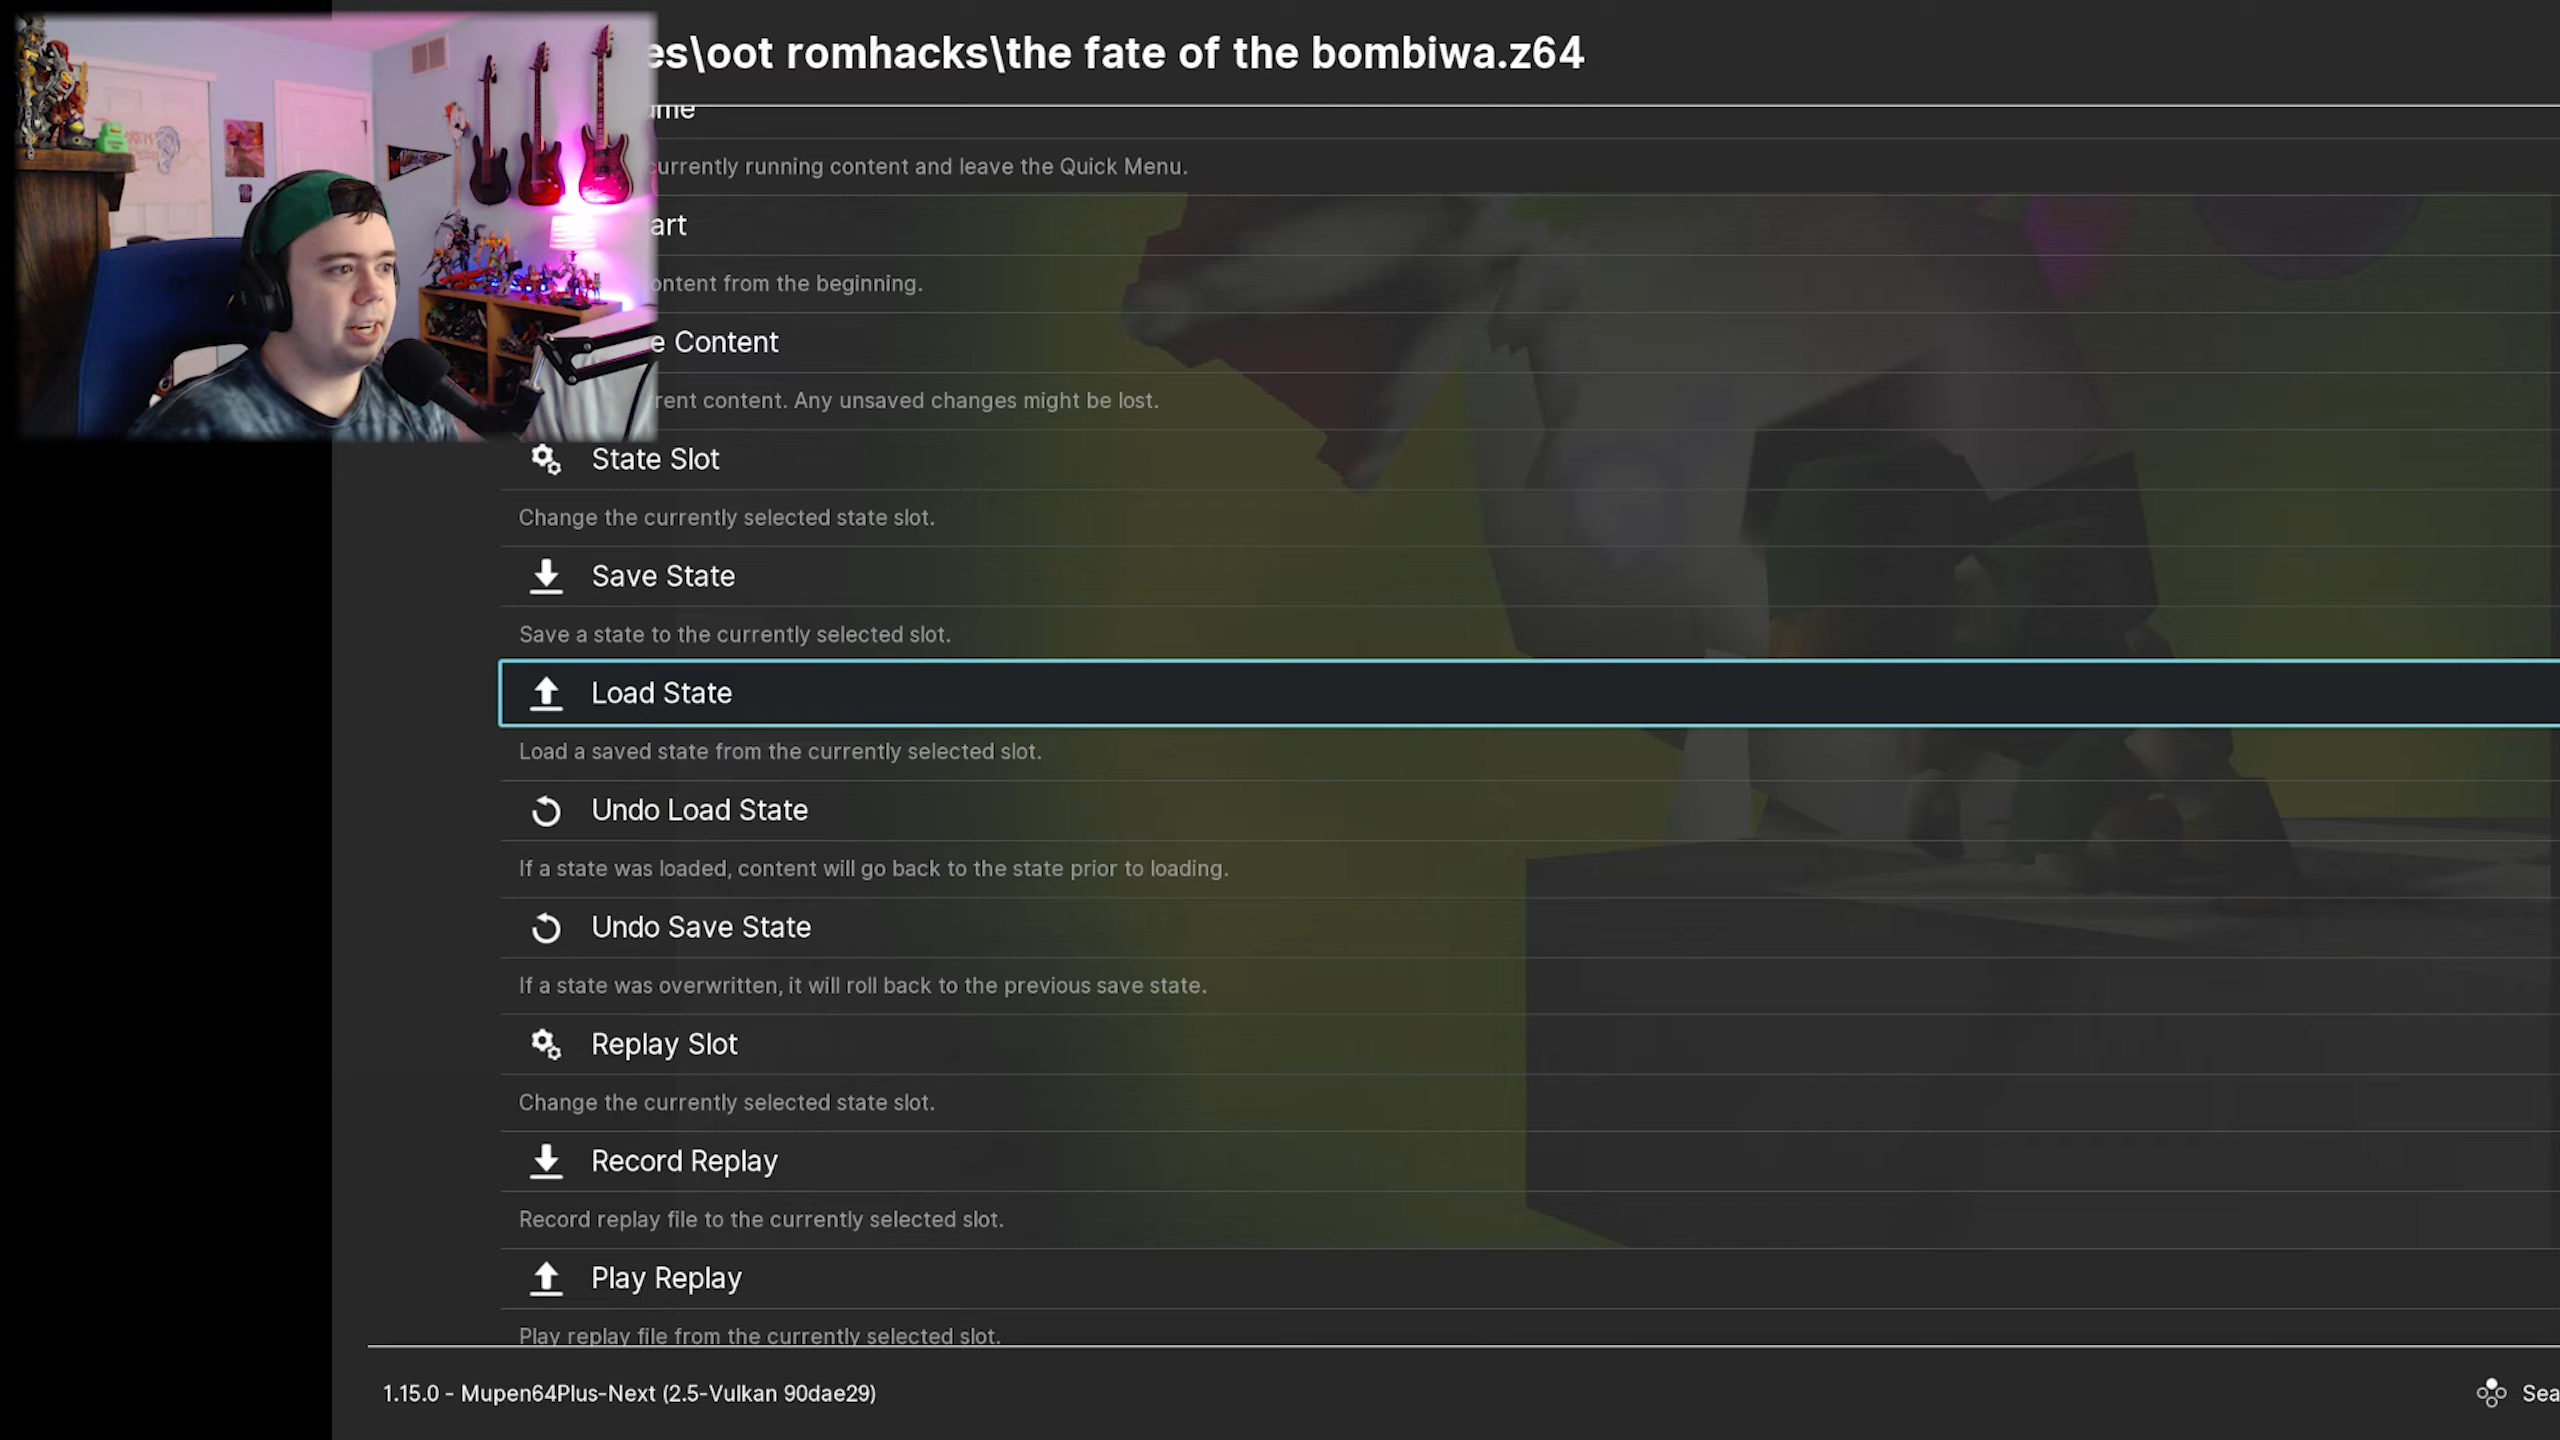 es\oot romhacks\the fate of the bombiwa.z64
currently running content and leave the Quick Menu.
art
ontent from the beginning.
e Content
rent content. Any unsaved changes might be lost.
State Slot
Change the currently selected state slot.
Save State
Save a state to the currently selected slot.
Load State
Load a saved state from the currently selected slot.
Undo Load State
If a state was loaded, content will go back to the state prior to loading.
Undo Save State
If a state was overwritten, it will roll back to the previous save state.
Replay Slot
Change the currently selected state slot.
Record Replay
Record replay file to the currently selected slot.
Play Replay
Play replay file from the currently selected slot.
1.15.0 - Mupen64Plus-Next (2.5-Vulkan 90dae29)
Sea